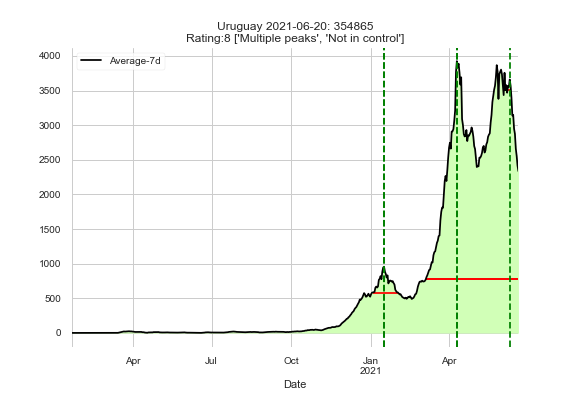 Uruguay 2021-06-20: 354865
Rating:8 ['Multiple peaks', 'Not in control']
Average-7d
4000
3500
3000
2500
2000
1500
1000
500
0
Apr
Jul
Oct
Jan
2021
Apr
Date